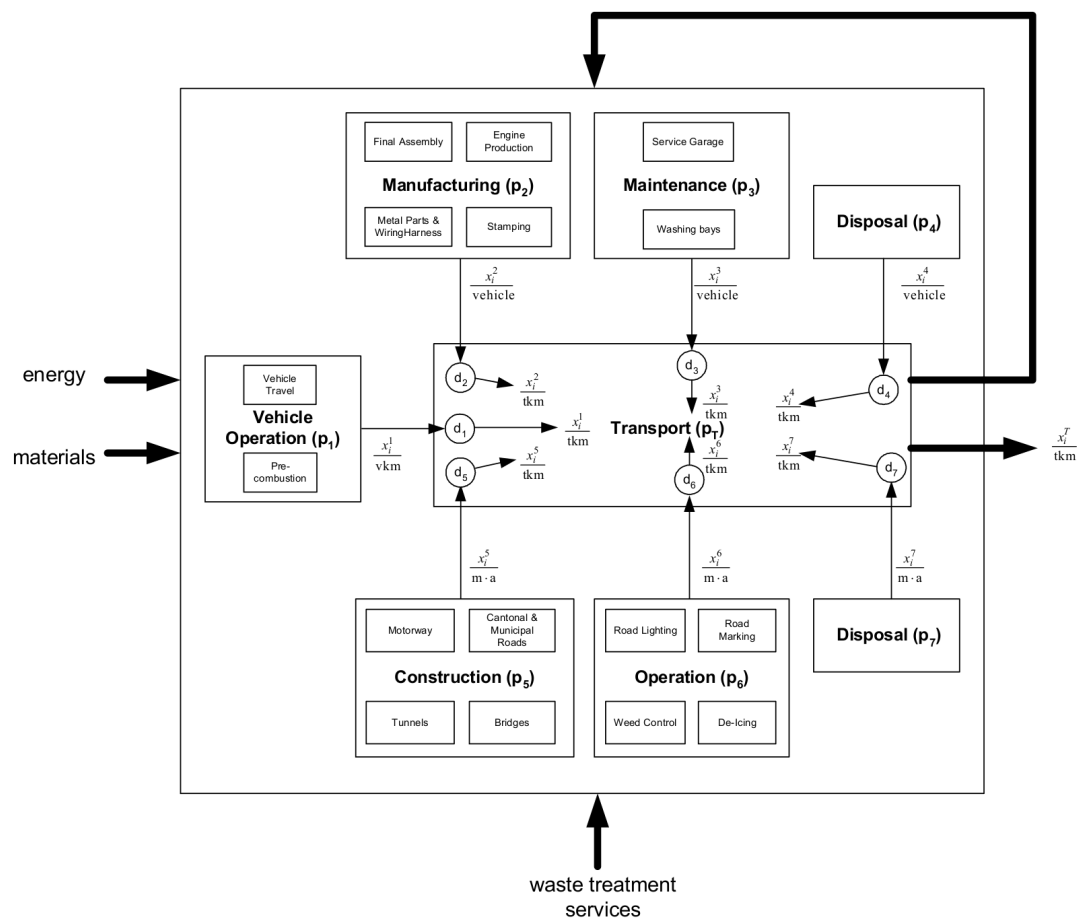 Final Assembly
Engine
Production
Manufacturing (p2)
Metal Parts &
WiringHarness
Stamping
Service Garage
Maintenance (p3)
Washing bays
Disposal (p4)
x_i^2
vehicle
x_i^3
vehicle
x_i^4
vehicle
energy
materials
Vehicle
Travel
Vehicle
Operation (p1)
Pre-
combustion
x_i^1
vkm
d2
x_i^2
tkm
d1
x_i^1
tkm
d5
x_i^5
tkm
d3
x_i^3
tkm
Transport (pT)
x_i^6
tkm
d6
d4
x_i^4
tkm
x_i^7
tkm
d7
x_i^T
tkm
x_i^5
m · a
x_i^6
m · a
x_i^7
m · a
Motorway
Cantonal &
Municipal
Roads
Construction (p5)
Tunnels
Bridges
Road Lighting
Road
Marking
Operation (p6)
Weed Control
De-Icing
Disposal (p7)
waste treatment
services